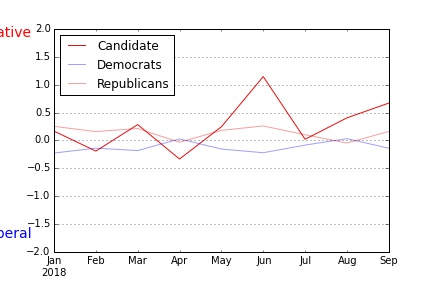 2.0
ative
Candidate
Democrats
Republicans
1.5
1.0
0.5
0.0
−0.5
−1.0
−1.5
beral
−2.0
Jan Feb Mar Apr May Jun Jul Aug Sep
2018